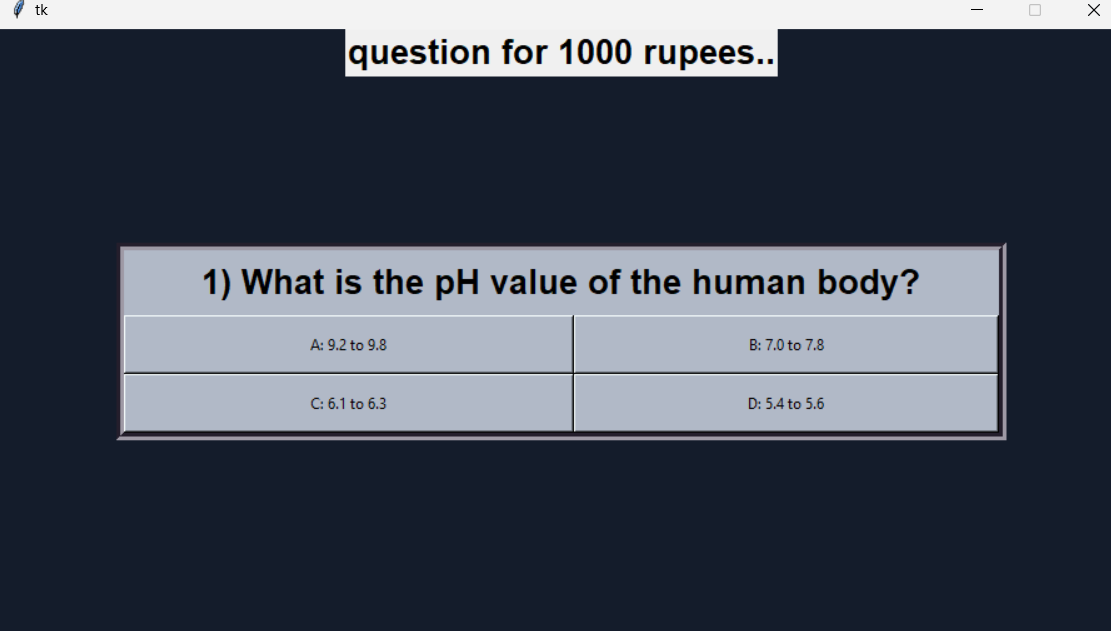 tk
question for 1000 rupees..
1) What is the pH value of the human body?
A: 9.2 to 9.8
B: 7.0 to 7.8
C: 6.1 to 6.3
D: 5.4 to 5.6